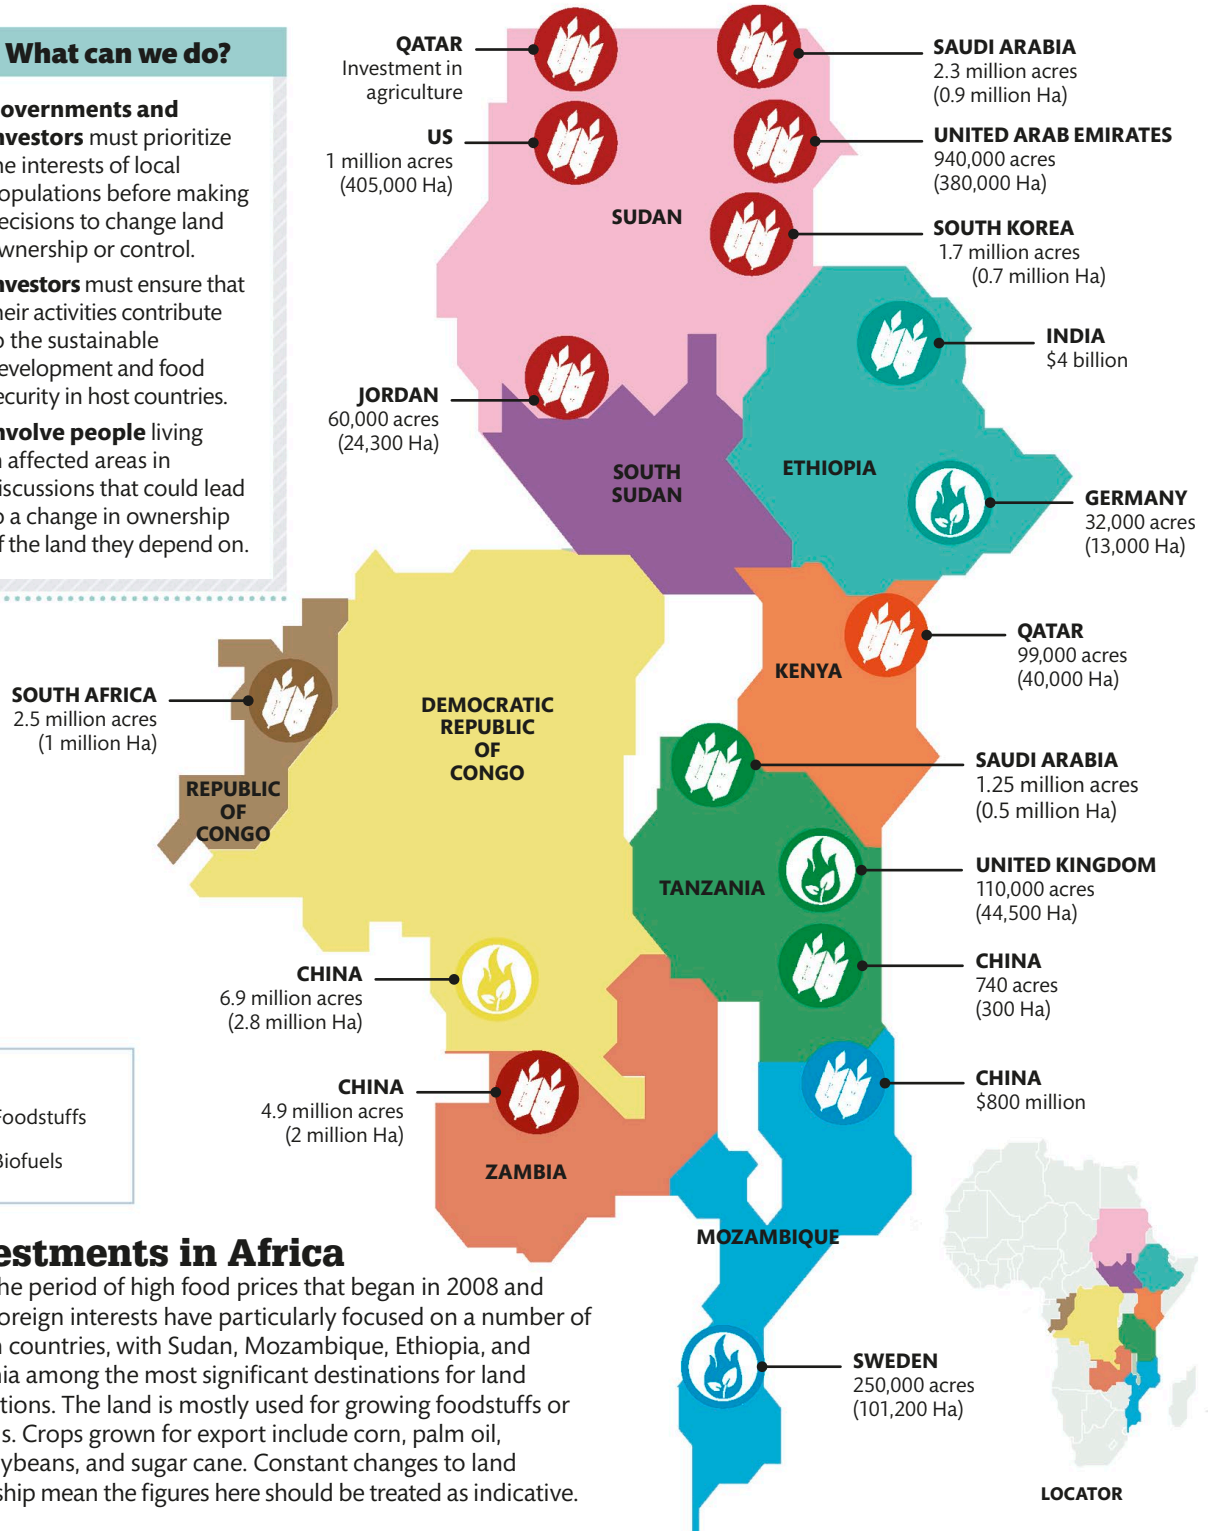 What can we do?
overnments and
nvestors must prioritize
he interests of local
opulations before making
ecisions to change land
wnership or control.
nvestors must ensure that
heir activities contribute
o the sustainable
evelopment and food
ecurity in host countries.
nvolve people living
n affected areas in
iscussions that could lead
o a change in ownership
f the land they depend on.
QATAR
Investment in
agriculture
US
1 million acres
(405,000 Ha)
SAUDI ARABIA
2.3 million acres
(0.9 million Ha)
UNITED ARAB EMIRATES
940,000 acres
(380,000 Ha)
SUDAN
SOUTH KOREA
1.7 million acres
(0.7 million Ha)
INDIA
$4 billion
JORDAN
60,000 acres
(24,300 Ha)
SOUTH
SUDAN
ETHIOPIA
GERMANY
32,000 acres
(13,000 Ha)
QATAR
99,000 acres
(40,000 Ha)
KENYA
SOUTH AFRICA
2.5 million acres
(1 million Ha)
DEMOCRATIC
REPUBLIC
OF
CONGO
REPUBLIC
OF
CONGO
SAUDI ARABIA
1.25 million acres
(0.5 million Ha)
TANZANIA
UNITED KINGDOM
110,000 acres
(44,500 Ha)
CHINA
740 acres
(300 Ha)
CHINA
6.9 million acres
(2.8 million Ha)
CHINA
4.9 million acres
(2 million Ha)
CHINA
$800 million
ZAMBIA
MOZAMBIQUE
SWEDEN
250,000 acres
(101,200 Ha)
LOCATOR
Foodstuffs
Biofuels
estments in Africa
he period of high food prices that began in 2008 and
oreign interests have particularly focused on a number of
n countries, with Sudan, Mozambique, Ethiopia, and
nia among the most significant destinations for land
tions. The land is mostly used for growing foodstuffs or
s. Crops grown for export include corn, palm oil,
ybeans, and sugar cane. Constant changes to land
ship mean the figures here should be treated as indicative.